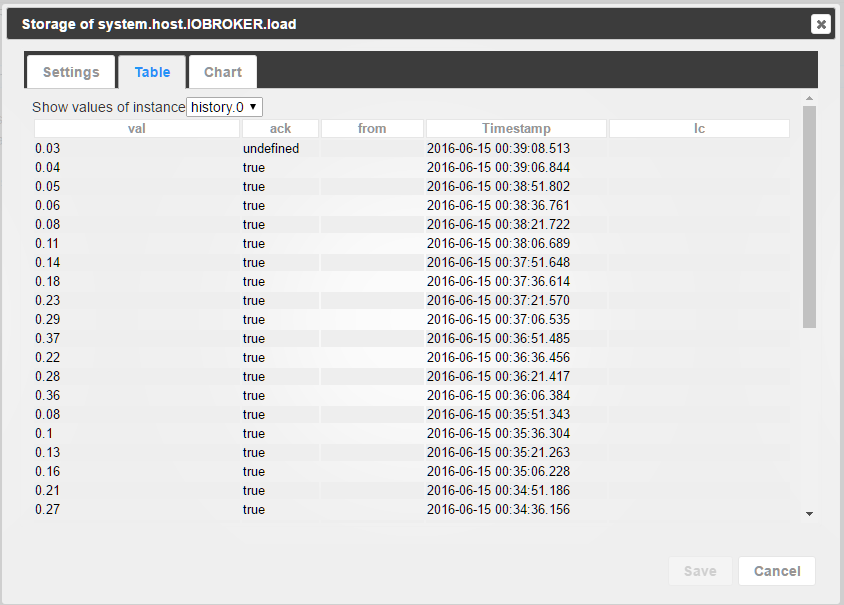 Storage of system.host.IOBROKER.load
Settings Table Chart
Show values of instance history.0
val ack from Timestamp lc
0.03 undefined 2016-06-15 00:39:08.513
0.04 true 2016-06-15 00:39:06.844
0.05 true 2016-06-15 00:38:51.802
0.06 true 2016-06-15 00:38:36.761
0.08 true 2016-06-15 00:38:21.722
0.11 true 2016-06-15 00:38:06.689
0.14 true 2016-06-15 00:37:51.648
0.18 true 2016-06-15 00:37:36.614
0.23 true 2016-06-15 00:37:21.570
0.29 true 2016-06-15 00:37:06.535
0.37 true 2016-06-15 00:36:51.485
0.22 true 2016-06-15 00:36:36.456
0.28 true 2016-06-15 00:36:21.417
0.36 true 2016-06-15 00:36:06.384
0.08 true 2016-06-15 00:35:51.343
0.1 true 2016-06-15 00:35:36.304
0.13 true 2016-06-15 00:35:21.263
0.16 true 2016-06-15 00:35:06.228
0.21 true 2016-06-15 00:34:51.186
0.27 true 2016-06-15 00:34:36.156
Save Cancel